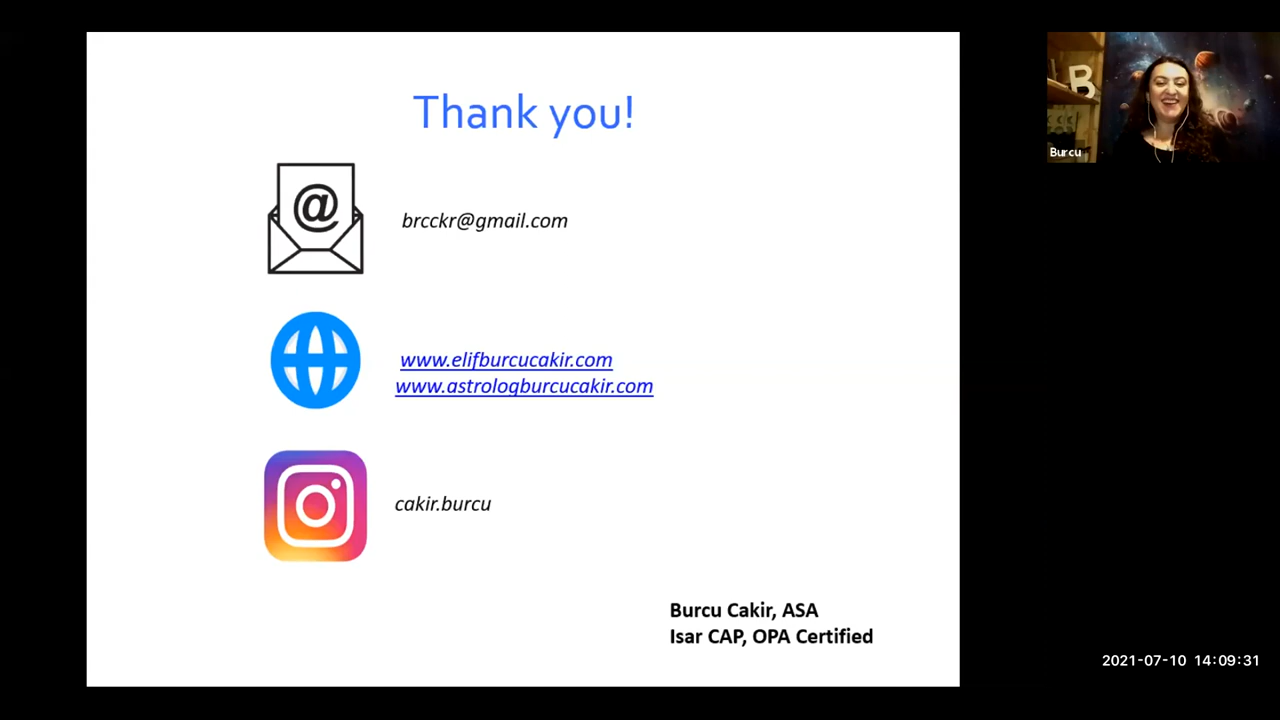 Thank you!
@
brcckr@gmail.com
www.elifburcucakir.com
www.astrologburcucakir.com
cakir.burcu
Burcu Cakir, ASA
Isar CAP, OPA Certified
B
Burcu
2021-07-10 14:09:31